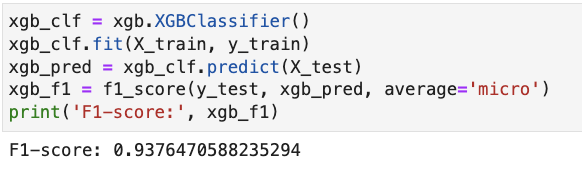 xgb_clf = xgb.XGBClassifier()
xgb_clf.fit(X_train, y_train)
xgb_pred = xgb_clf.predict(X_test)
xgb_f1 = f1_score(y_test, xgb_pred, average='micro')
print('F1-score:', xgb_f1)
F1-score: 0.9376470588235294